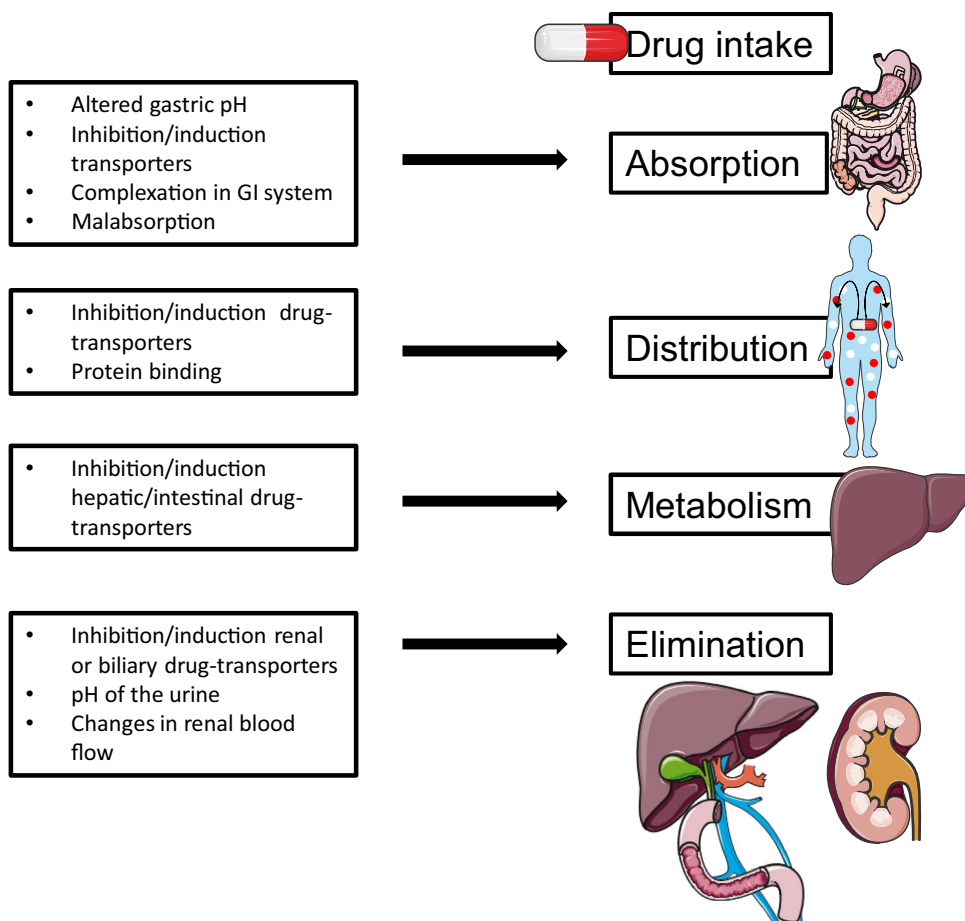 Drug intake
• Altered gastric pH
• Inhibition/induction
transporters
• Complexation in GI system
• Malabsorption
Absorption
• Inhibition/induction drug-
transporters
• Protein binding
Distribution
• Inhibition/induction
hepatic/intestinal drug-
transporters
Metabolism
• Inhibition/induction renal
or biliary drug-transporters
• pH of the urine
• Changes in renal blood
flow
Elimination